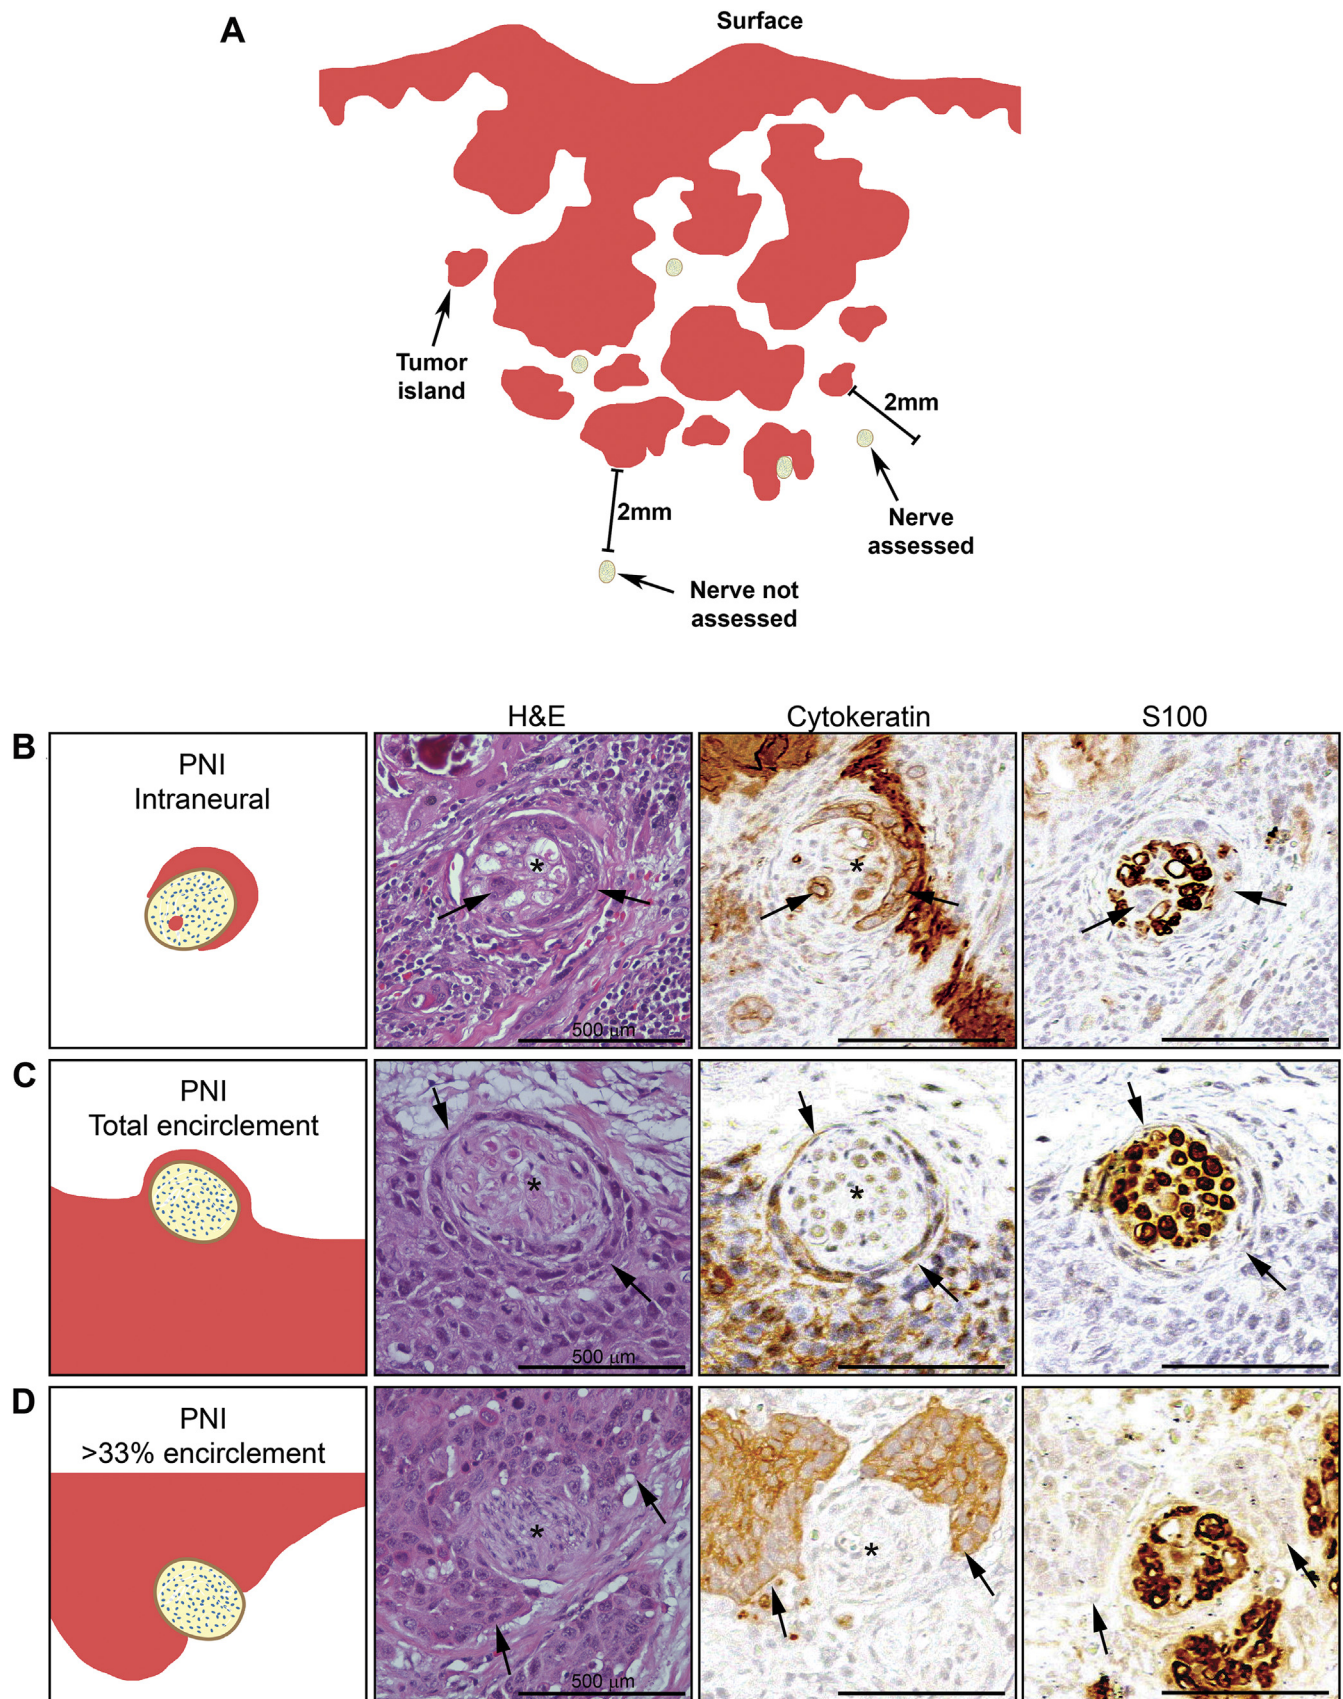 A
Surface
Tumor
island
2mm
Nerve
assessed
2mm
Nerve not
assessed
H&E
Cytokeratin
S100
B
PNI
Intraneural
*
*
500 μm
C
PNI
Total encirclement
*
*
500 μm
D
PNI
>33% encirclement
*
*
500 μm